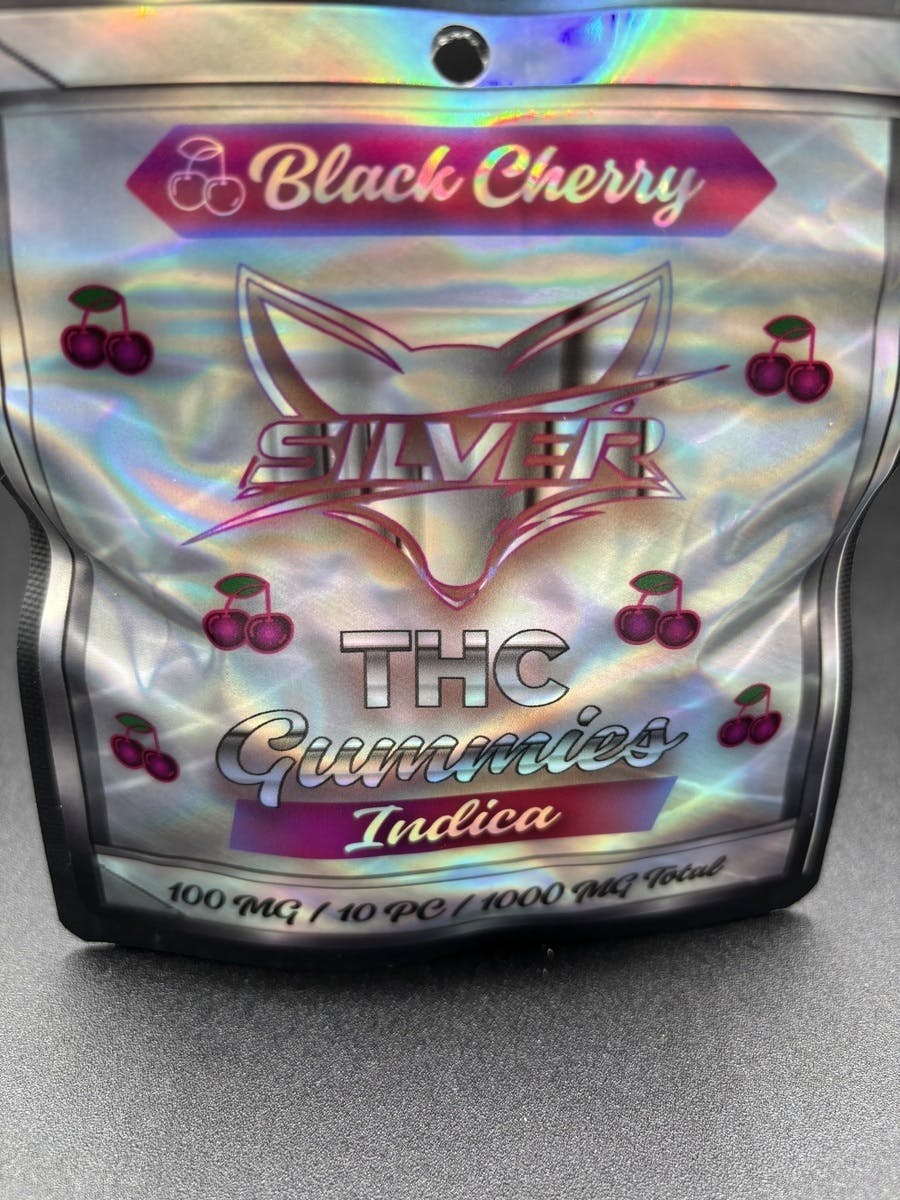 Black Cherry
SILVER
THC
Gummies
Indica
100 MG / 10 PC / 1000 MG Total